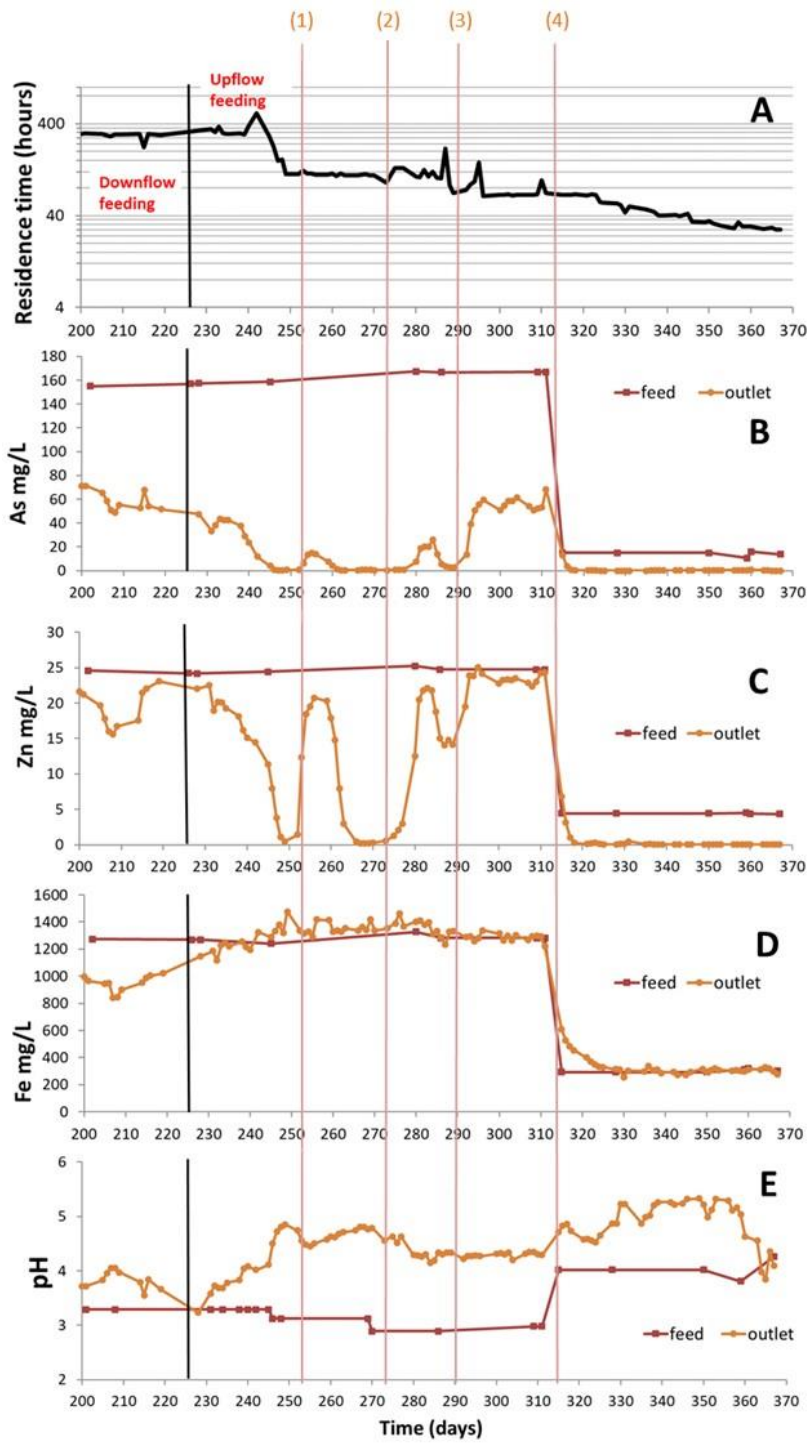 (1) (2) (3) (4)
Residence time (hours)
400
40
4
Upflow
feeding
Downflow
feeding
A
200 210 220 230 240 250 260 270 280 290 300 310 320 330 340 350 360 370
As mg/L
180
160
140
120
100
80
60
40
20
0
feed outlet
B
200 210 220 230 240 250 260 270 280 290 300 310 320 330 340 350 360 370
Zn mg/L
30
25
20
15
10
5
0
C
feed outlet
200 210 220 230 240 250 260 270 280 290 300 310 320 330 340 350 360 370
Fe mg/L
1600
1400
1200
1000
800
600
400
200
0
D
feed outlet
200 210 220 230 240 250 260 270 280 290 300 310 320 330 340 350 360 370
pH
6
5
4
3
2
E
feed outlet
200 210 220 230 240 250 260 270 280 290 300 310 320 330 340 350 360 370
Time (days)